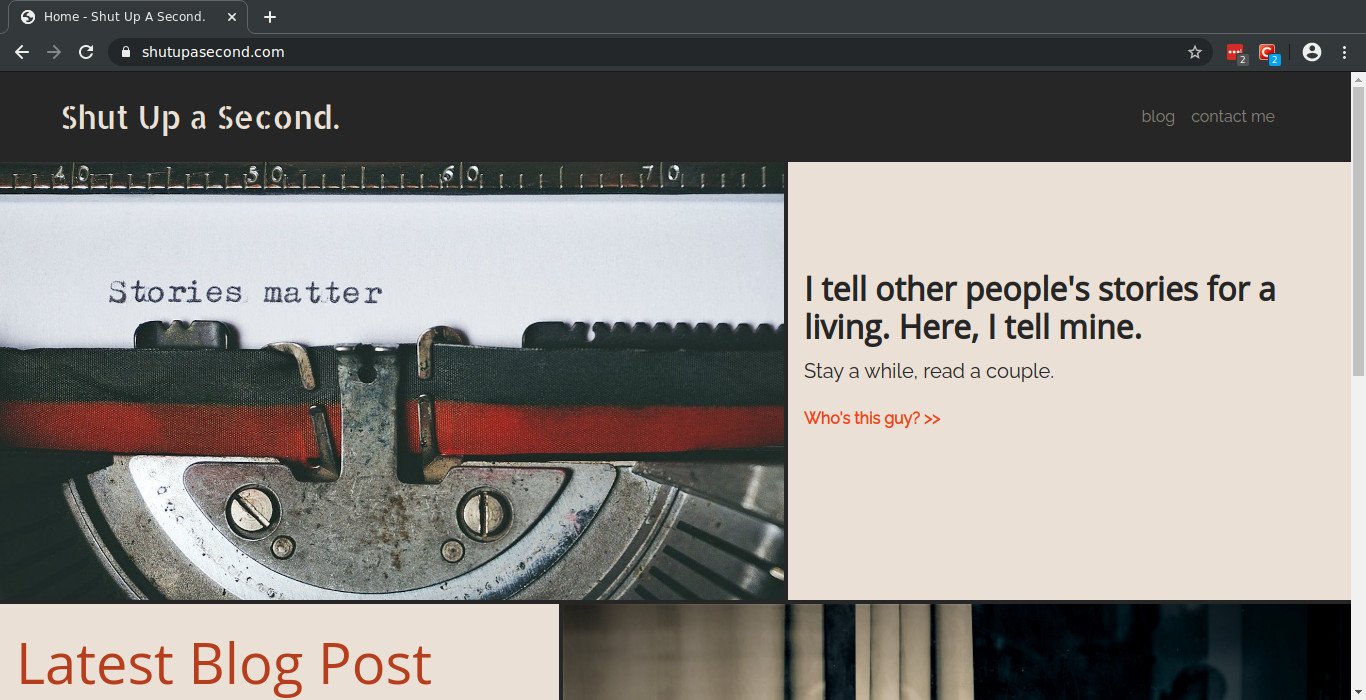 Home - Shut Up A Second.
shutupasecond.com
2
2
Shut Up a Second.
blog contact me
40 50 60 70
Stories matter
I tell other people's stories for a
living. Here, I tell mine.
Stay a while, read a couple.
Who's this guy? >>
Latest Blog Post